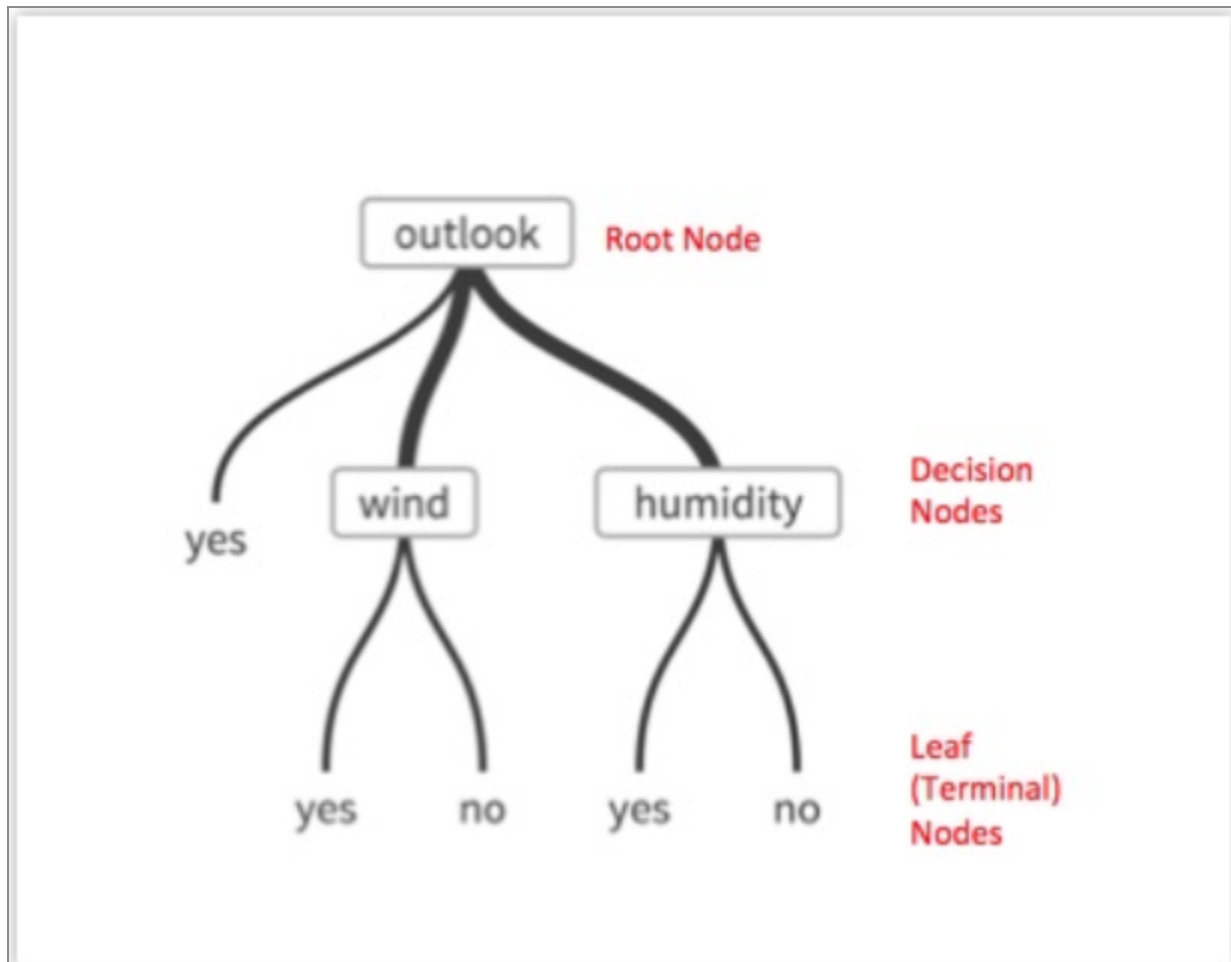 outlook
Root Node
wind
humidity
Decision
Nodes
yes
yes
no
yes
no
Leaf
(Terminal)
Nodes